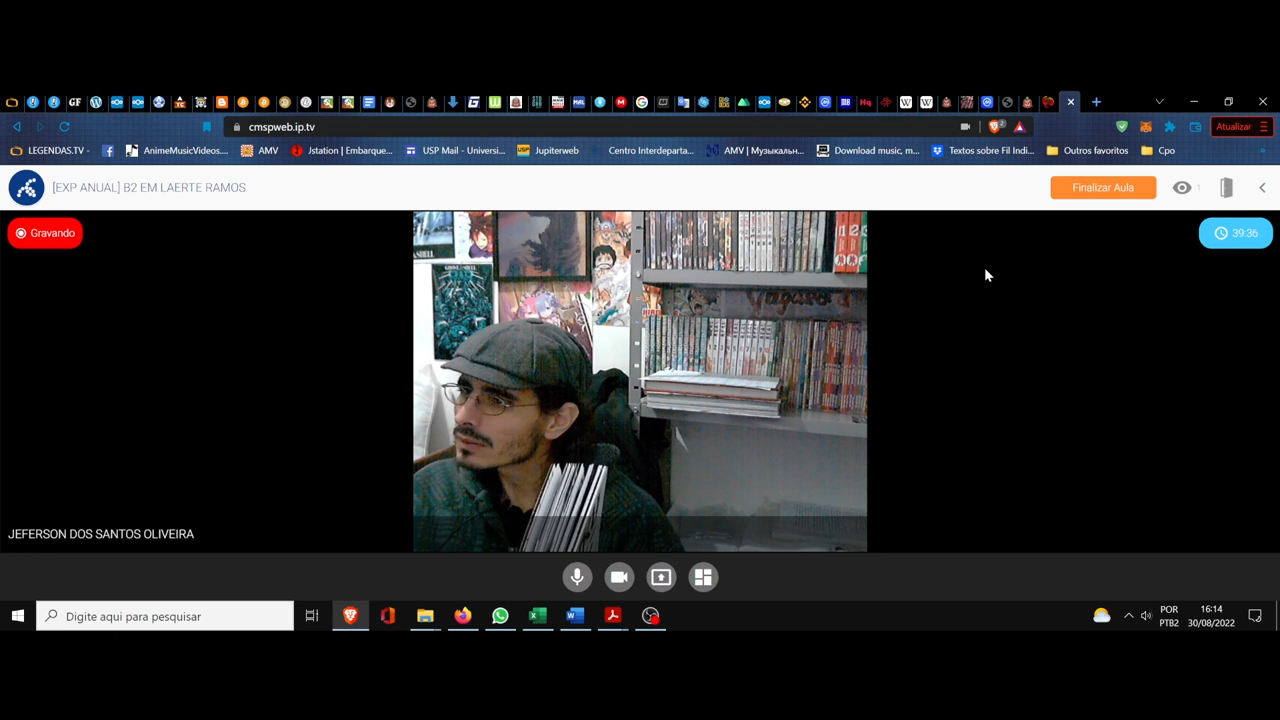 cmspweb.ip.tv
Atualizar
LEGENDAS.TV -
AnimeMusicVideos....
AMV
Jstation | Embarque...
USP Mail - Universi...
Jupiterweb
Centro Interdeparta...
AMV | Музыкальн...
Download music, m...
Textos sobre Fil Indi...
Outros favoritos
Cpo
[EXP ANUAL] B2 EM LAERTE RAMOS
Finalizar Aula
1
Gravando
39:36
JEFERSON DOS SANTOS OLIVEIRA
Digite aqui para pesquisar
POR
PTB2
16:14
30/08/2022